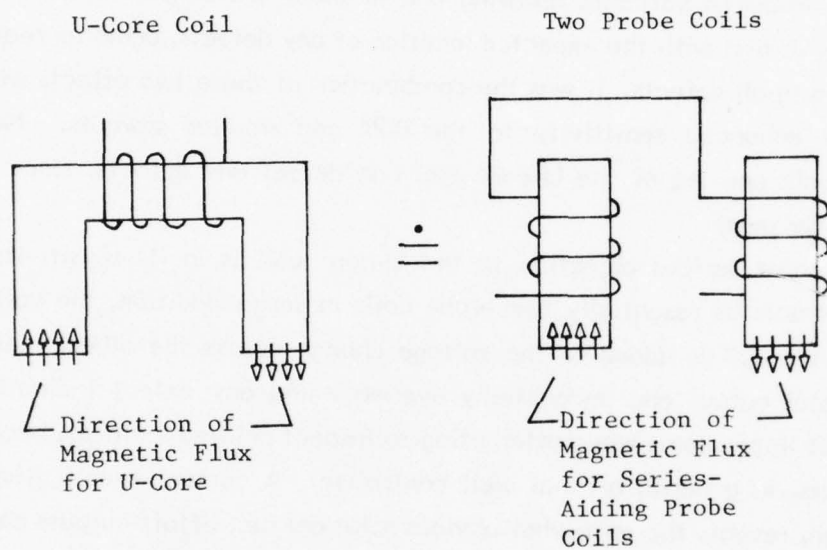 U-Core Coil
Two Probe Coils
Direction of
Magnetic Flux
for U-Core
Direction of
Magnetic Flux
for Series-
Aiding Probe
Coils